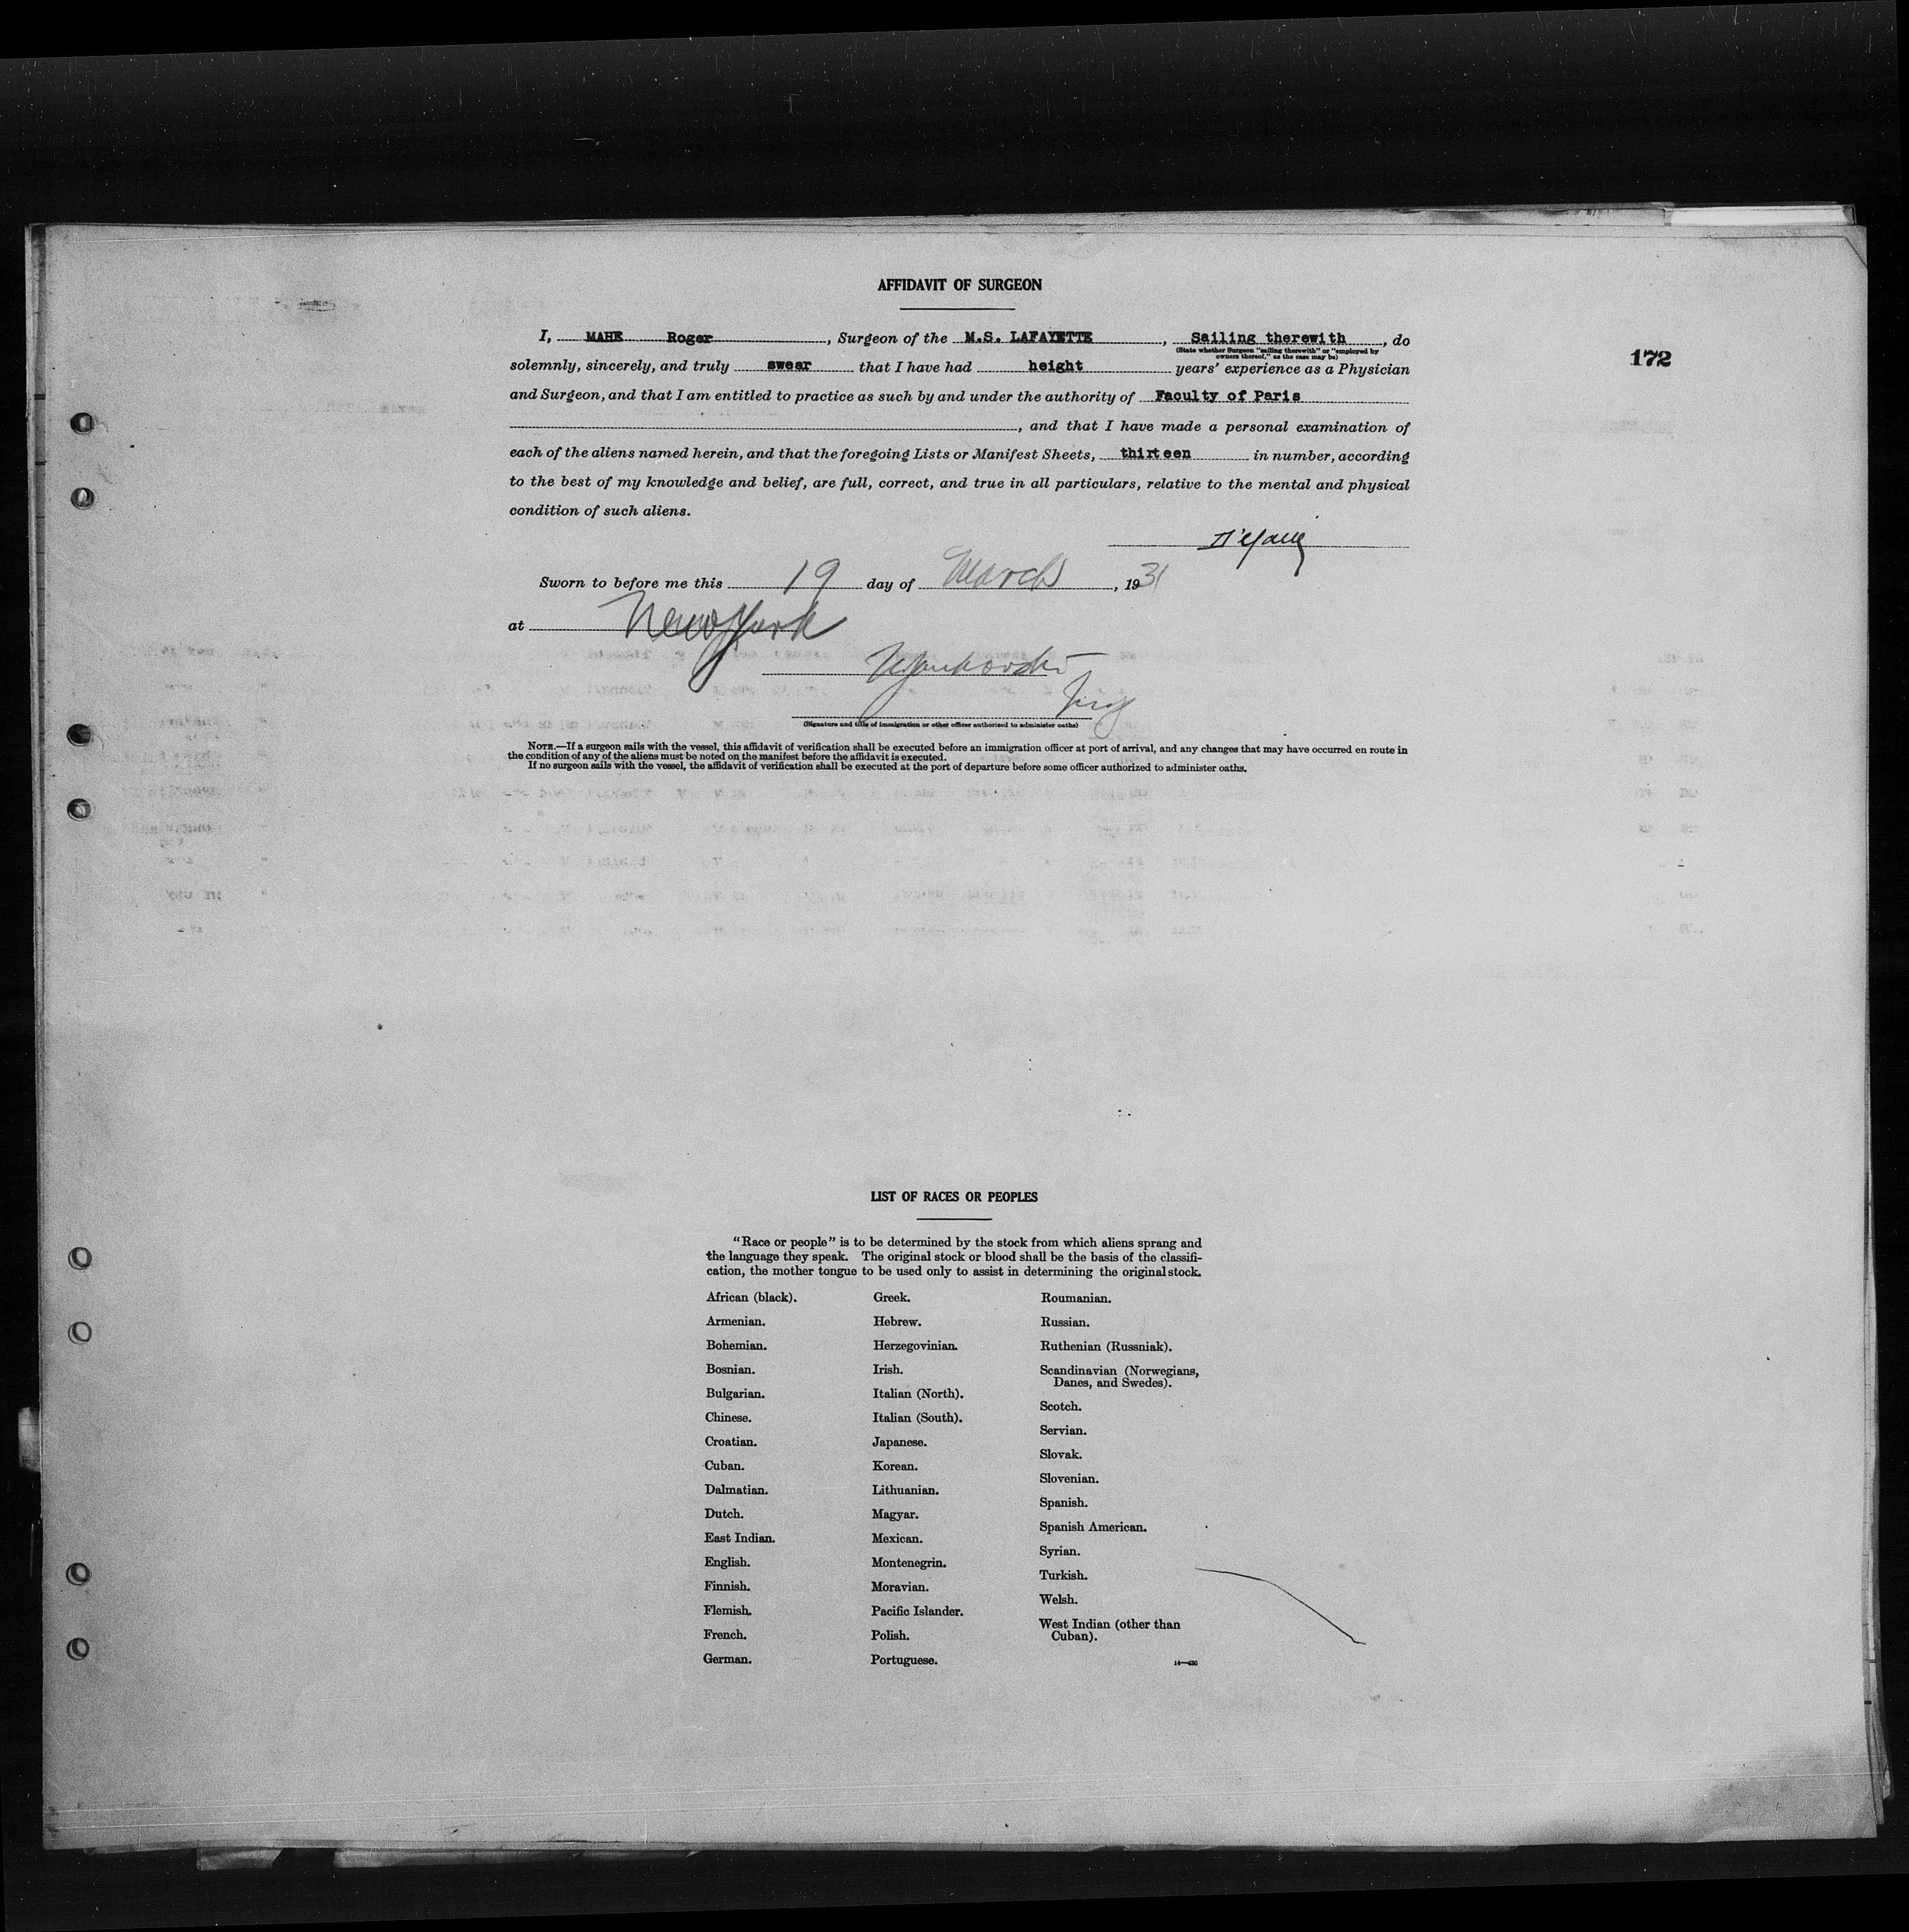 AFFIDAVIT OF SURGEON
I, MAHE Roger, Surgeon of the M.S. LAFAYETTE, Sailing therewith, do
(State whether Surgeon "sailing therewith" or "employed by
owners thereof," as the case may be)
172
solemnly, sincerely, and truly swear that I have had height years' experience as a Physician
and Surgeon, and that I am entitled to practice as such by and under the authority of Faculty of Paris
, and that I have made a personal examination of
each of the aliens named herein, and that the foregoing Lists or Manifest Sheets, thirteen in number, according
to the best of my knowledge and belief, are full, correct, and true in all particulars, relative to the mental and physical
condition of such aliens.
Sworn to before me this 19 day of March, 1931
at New York
(Signature and title of immigration or other officer authorized to administer oaths)
NOTE.—If a surgeon sails with the vessel, this affidavit of verification shall be executed before an immigration officer at port of arrival, and any changes that may have occurred en route in
the condition of any of the aliens must be noted on the manifest before the affidavit is executed.
If no surgeon sails with the vessel, the affidavit of verification shall be executed at the port of departure before some officer authorized to administer oaths.
LIST OF RACES OR PEOPLES
"Race or people" is to be determined by the stock from which aliens sprang and
the language they speak. The original stock or blood shall be the basis of the classifi-
cation, the mother tongue to be used only to assist in determining the original stock.
African (black).
Armenian.
Bohemian.
Bosnian.
Bulgarian.
Chinese.
Croatian.
Cuban.
Dalmatian.
Dutch.
East Indian.
English.
Finnish.
Flemish.
French.
German.
Greek.
Hebrew.
Herzegovinian.
Irish.
Italian (North).
Italian (South).
Japanese.
Korean.
Lithuanian.
Magyar.
Mexican.
Montenegrin.
Moravian.
Pacific Islander.
Polish.
Portuguese.
Roumanian.
Russian.
Ruthenian (Russniak).
Scandinavian (Norwegians,
Danes, and Swedes).
Scotch.
Servian.
Slovak.
Slovenian.
Spanish.
Spanish American.
Syrian.
Turkish.
Welsh.
West Indian (other than
Cuban).